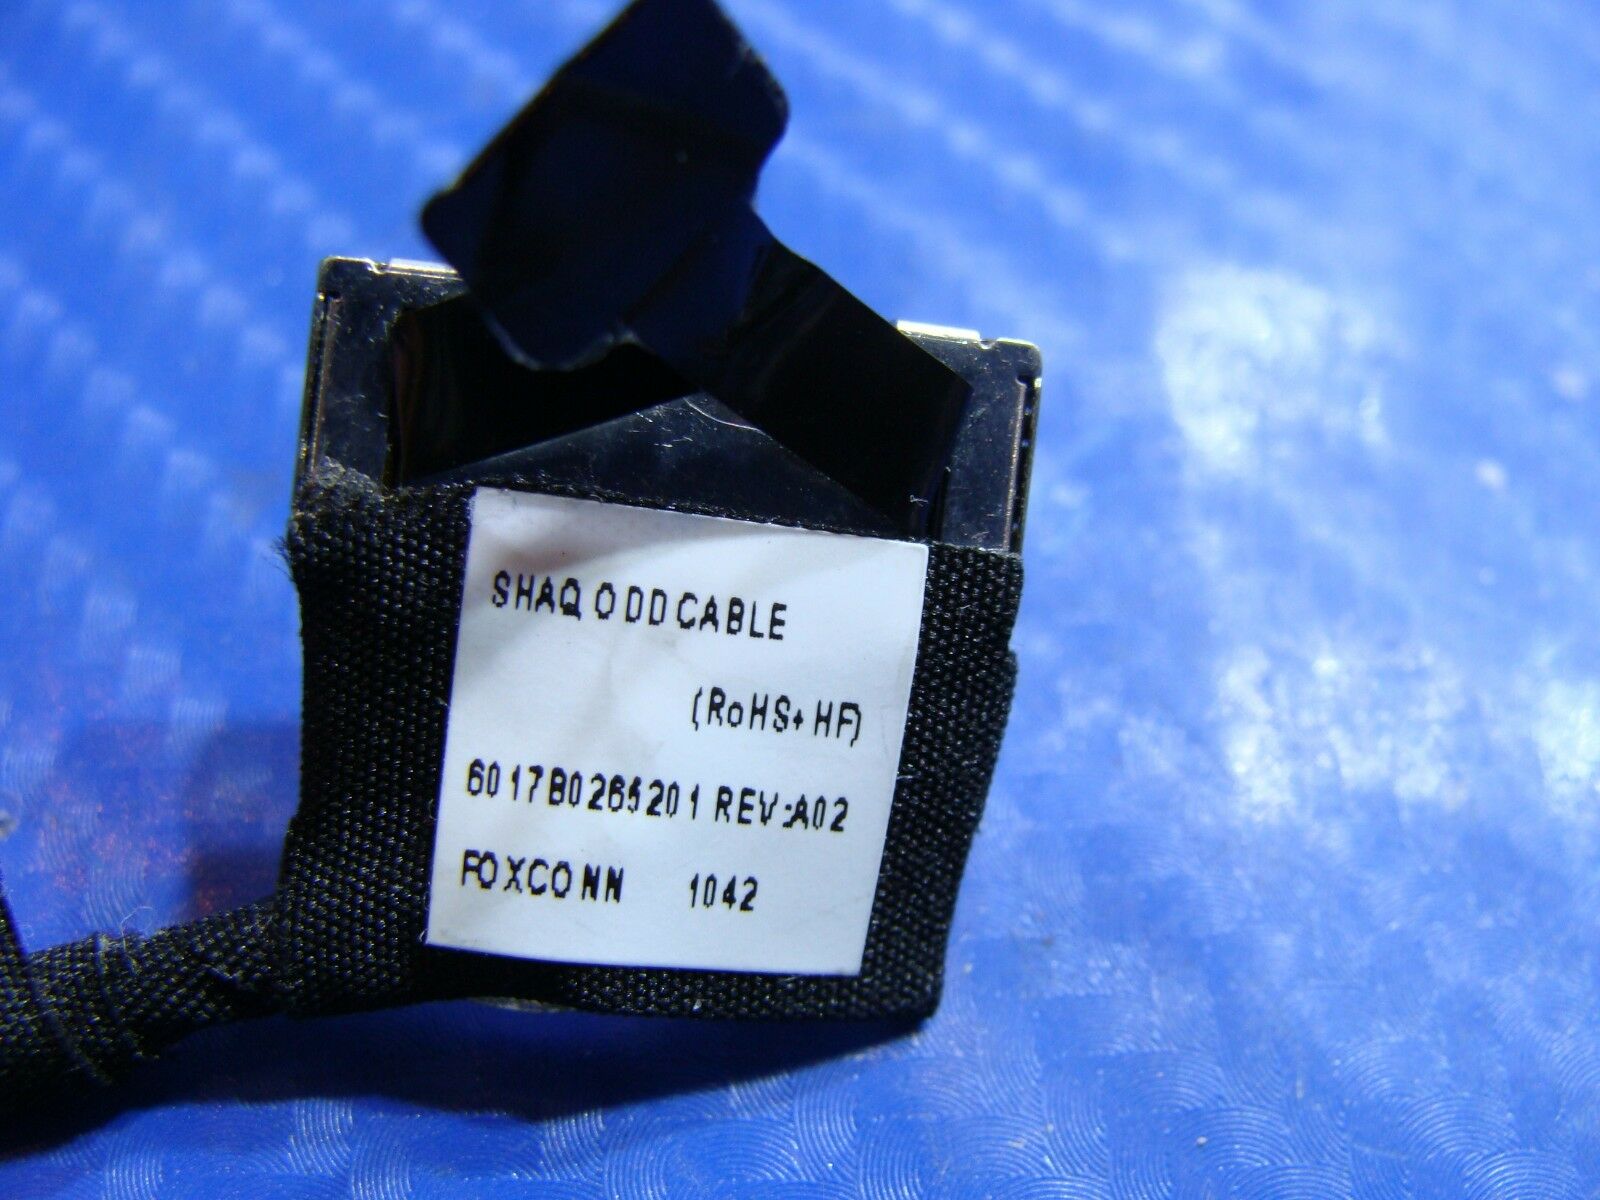 SHAQ ODD CABLE
(RoHS+HF)
6017B0265201 REV:A02
FOXCONN 1042